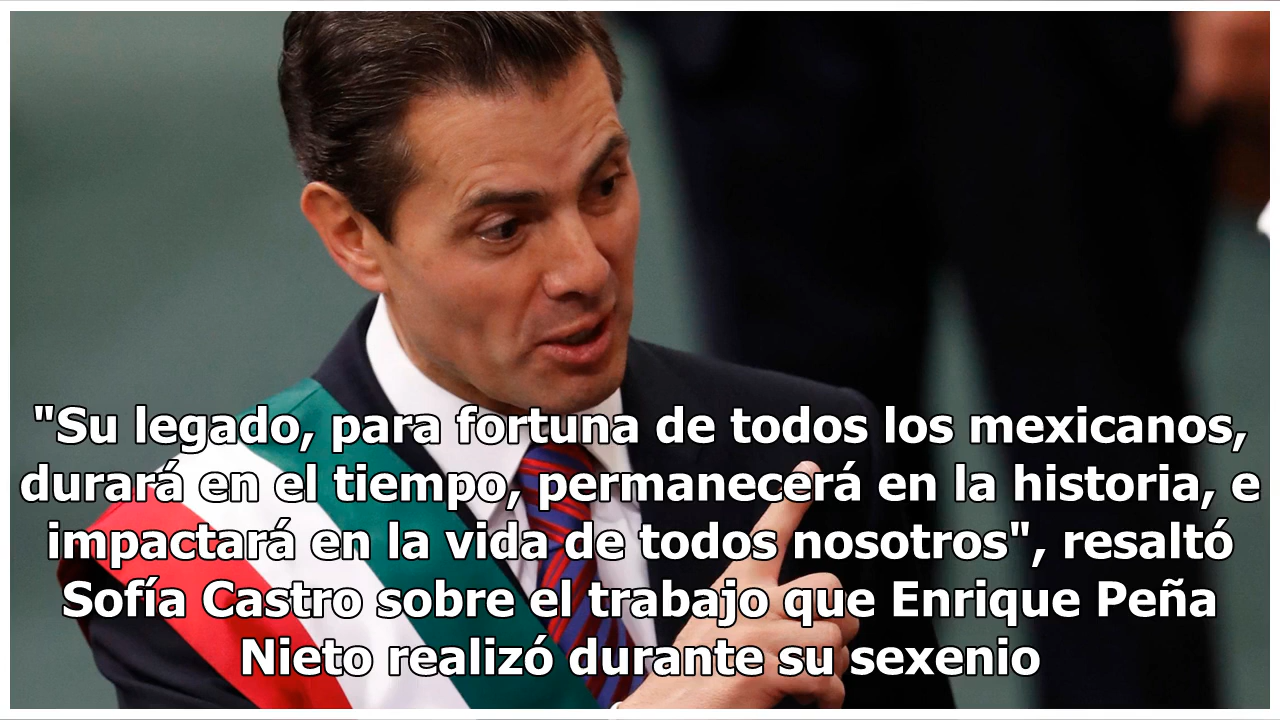 "Su legado, para fortuna de todos los mexicanos,
durará en el tiempo, permanecerá en la historia, e
impactará en la vida de todos nosotros", resaltó
Sofía Castro sobre el trabajo que Enrique Peña
Nieto realizó durante su sexenio